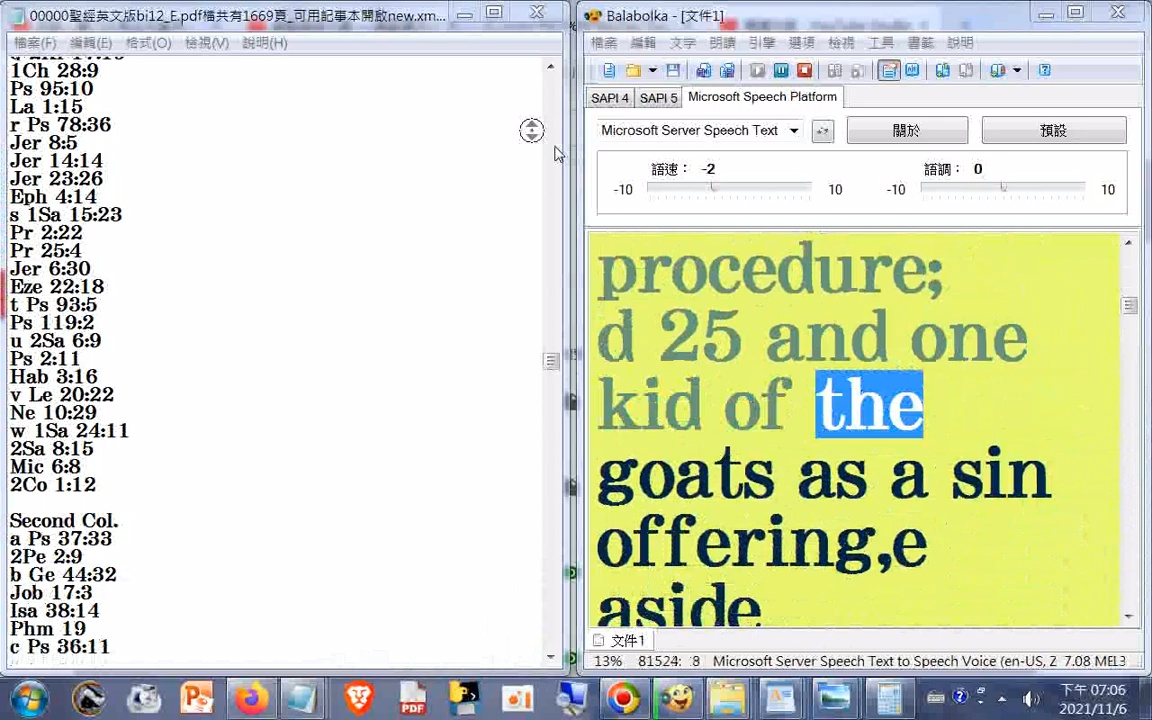 00000聖經英文版bi12_E.pdf檔共有1669頁_可用記事本開啟new.xm...
檔案(F) 編輯(E) 格式(O) 檢視(V) 說明(H)
1Ch 28:9
Ps 95:10
La 1:15
r Ps 78:36
Jer 8:5
Jer 14:14
Jer 23:26
Eph 4:14
s 1Sa 15:23
Pr 2:22
Pr 25:4
Jer 6:30
Eze 22:18
t Ps 93:5
Ps 119:2
u 2Sa 6:9
Ps 2:11
Hab 3:16
v Le 20:22
Ne 10:29
w 1Sa 24:11
2Sa 8:15
Mic 6:8
2Co 1:12
Second Col.
a Ps 37:33
2Pe 2:9
b Ge 44:32
Job 17:3
Isa 38:14
Phm 19
c Ps 36:11
Balabolka - [文件1]
檔案 編輯 文字 朗讀 引擎 選項 檢視 工具 書籤 說明
SAPI 4 SAPI 5 Microsoft Speech Platform
Microsoft Server Speech Text 關於 預設
語速： -2 語調： 0
-10 10 -10 10
procedure;
d 25 and one
kid of the
goats as a sin
offering,e
aside
文件1
13% 81524: 8 Microsoft Server Speech Text to Speech Voice (en-US, Z 7.08 МЕ
下午 07:06
2021/11/6